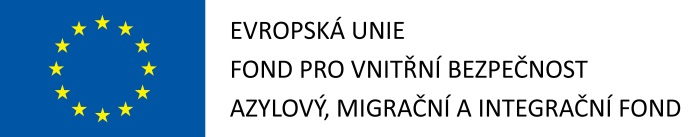 EVROPSKÁ UNIE
FOND PRO VNITŘNÍ BEZPEČNOST
AZYLOVÝ, MIGRAČNÍ A INTEGRAČNÍ FOND